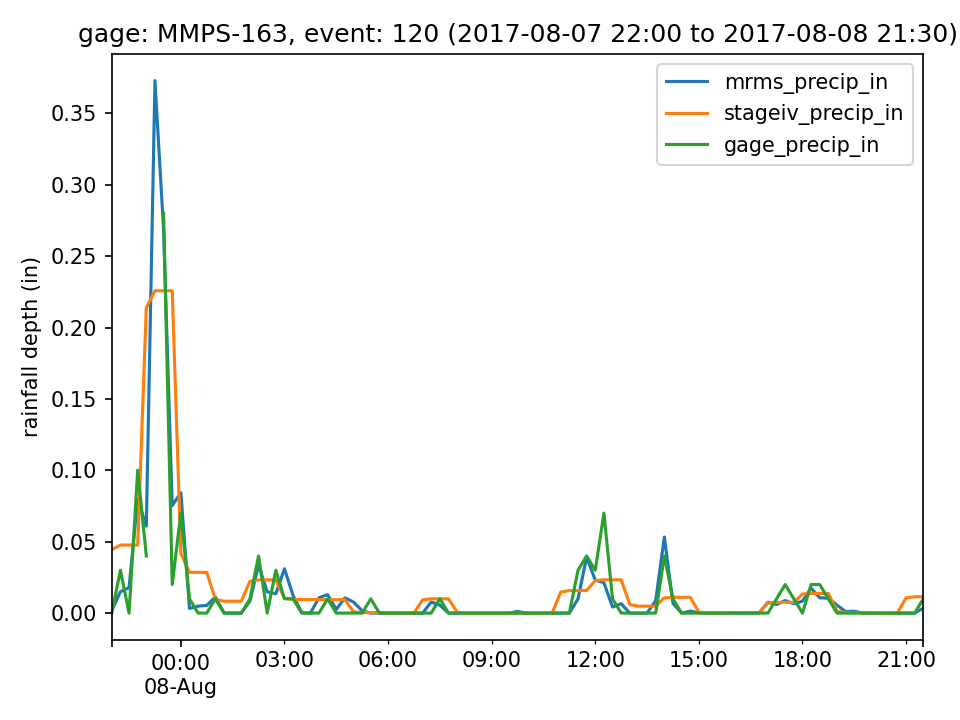 gage: MMPS-163, event: 120 (2017-08-07 22:00 to 2017-08-08 21:30)
mrms_precip_in
stageiv_precip_in
gage_precip_in
rainfall depth (in)
0.35
0.30
0.25
0.20
0.15
0.10
0.05
0.00
00:00 03:00 06:00 09:00 12:00 15:00 18:00 21:00
08-Aug